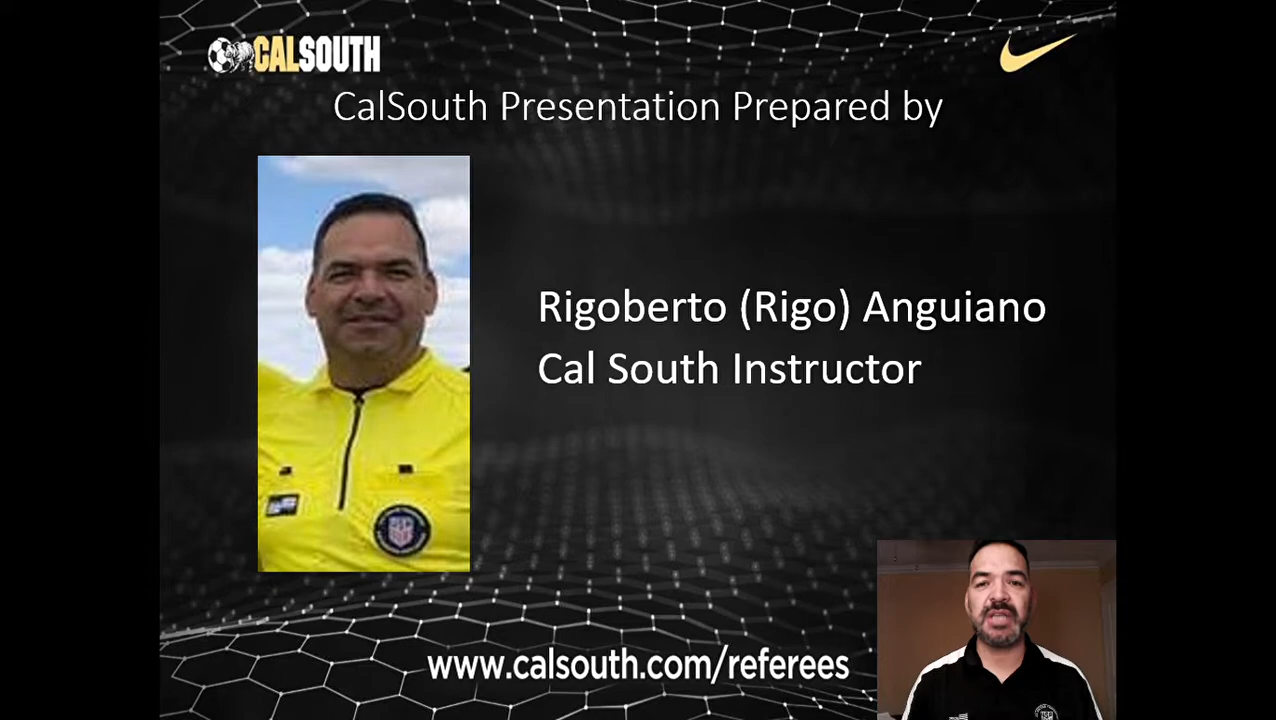 CALSOUTH
CalSouth Presentation Prepared by
Rigoberto (Rigo) Anguiano
Cal South Instructor
www.calsouth.com/referees